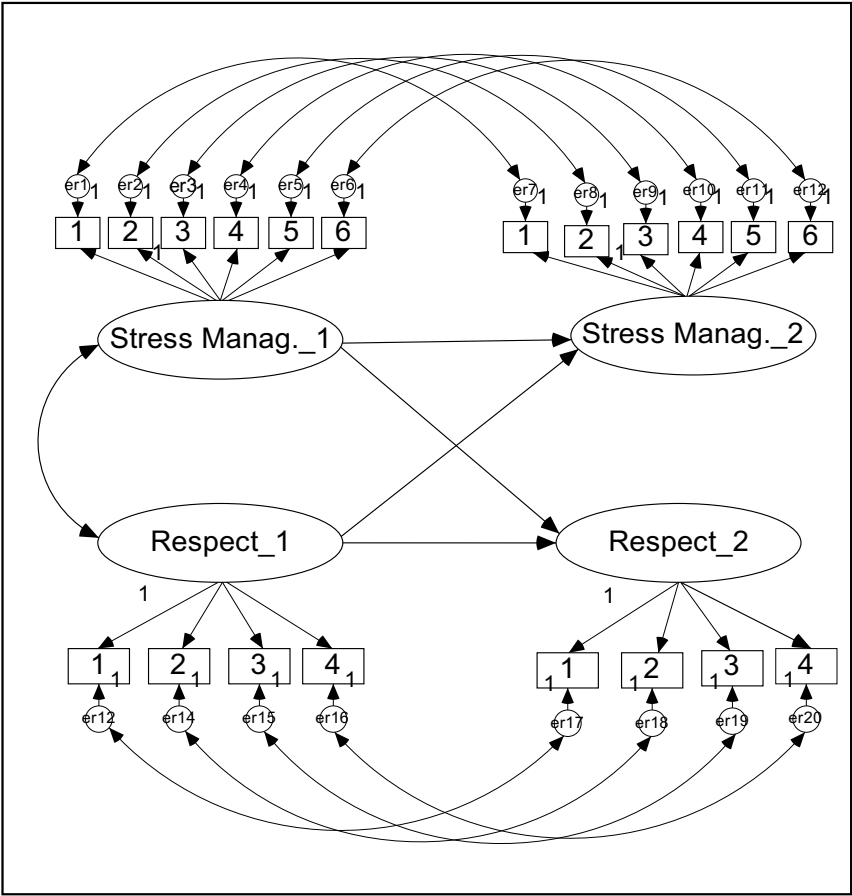 er1 er2 er3 er4 er5 er6 er7 er8 er9 er10 er11 er12
1 1 1 1 1 1 1 1 1 1 1 1
1 2 3 4 5 6 1 2 3 4 5 6
1 1
Stress Manag._1 Stress Manag._2
Respect_1 Respect_2
1 1
1 2 3 4 1 2 3 4
1 1 1 1 1 1 1 1
er12 er14 er15 er16 er17 er18 er19 er20